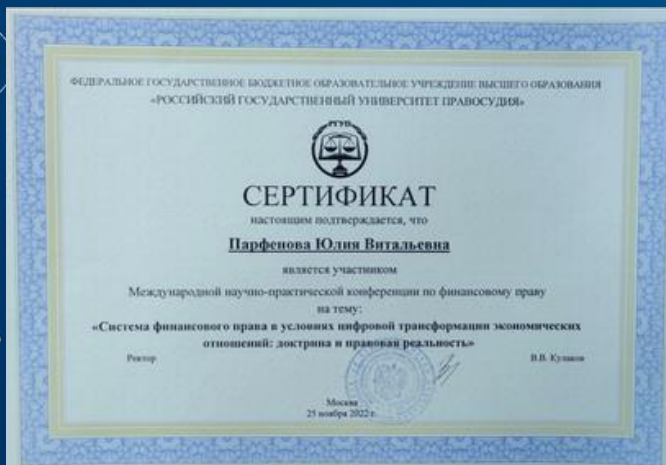 ФЕДЕРАЛЬНОЕ ГОСУДАРСТВЕННОЕ БЮДЖЕТНОЕ ОБРАЗОВАТЕЛЬНОЕ УЧРЕЖДЕНИЕ ВЫСШЕГО ОБРАЗОВАНИЯ
«РОССИЙСКИЙ ГОСУДАРСТВЕННЫЙ УНИВЕРСИТЕТ ПРАВОСУДИЯ»
РГУП
СЕРТИФИКАТ
настоящим подтверждается, что
Парфенова Юлия Витальевна
является участником
Международной научно-практической конференции по финансовому праву
на тему:
«Система финансового права в условиях цифровой трансформации экономических
отношений: доктрина и правовая реальность»
Ректор
В.В. Кулаков
Москва
25 ноября 2022 г.